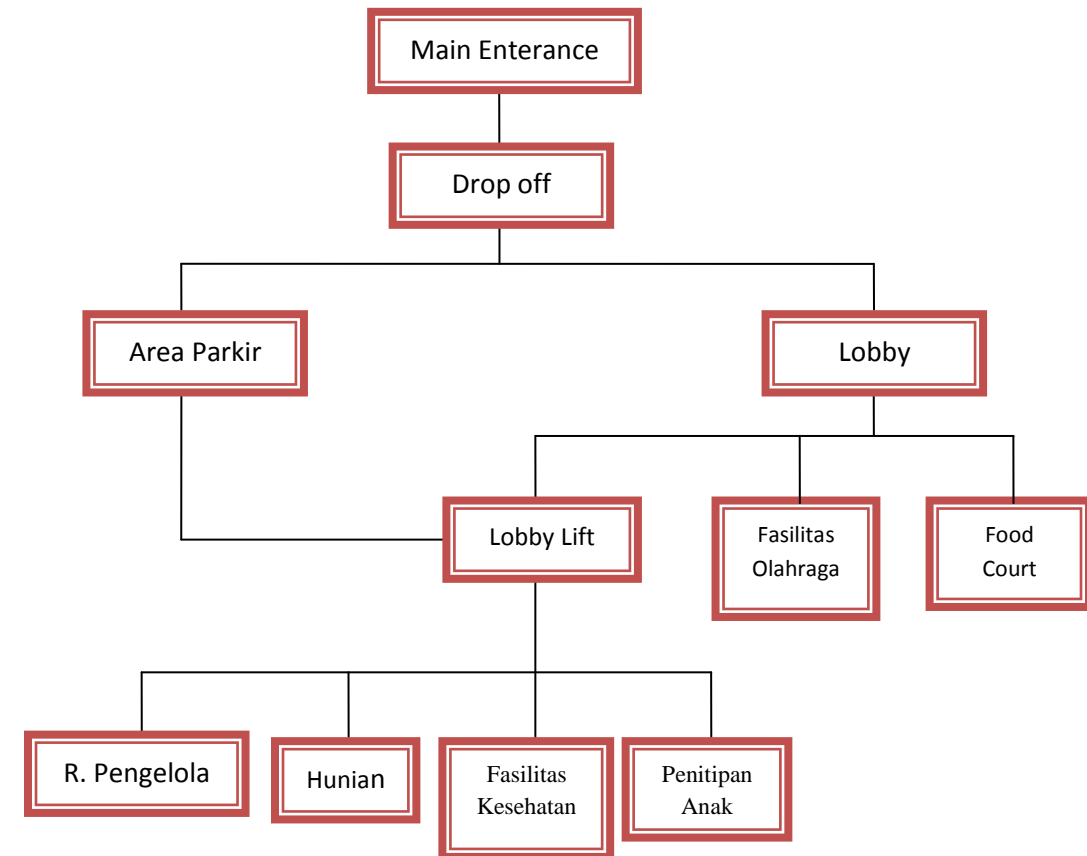 Main Enterance
Drop off
Area Parkir
Lobby
Lobby Lift
Fasilitas
Olahraga
Food
Court
R. Pengelola
Hunian
Fasilitas
Kesehatan
Penitipan
Anak